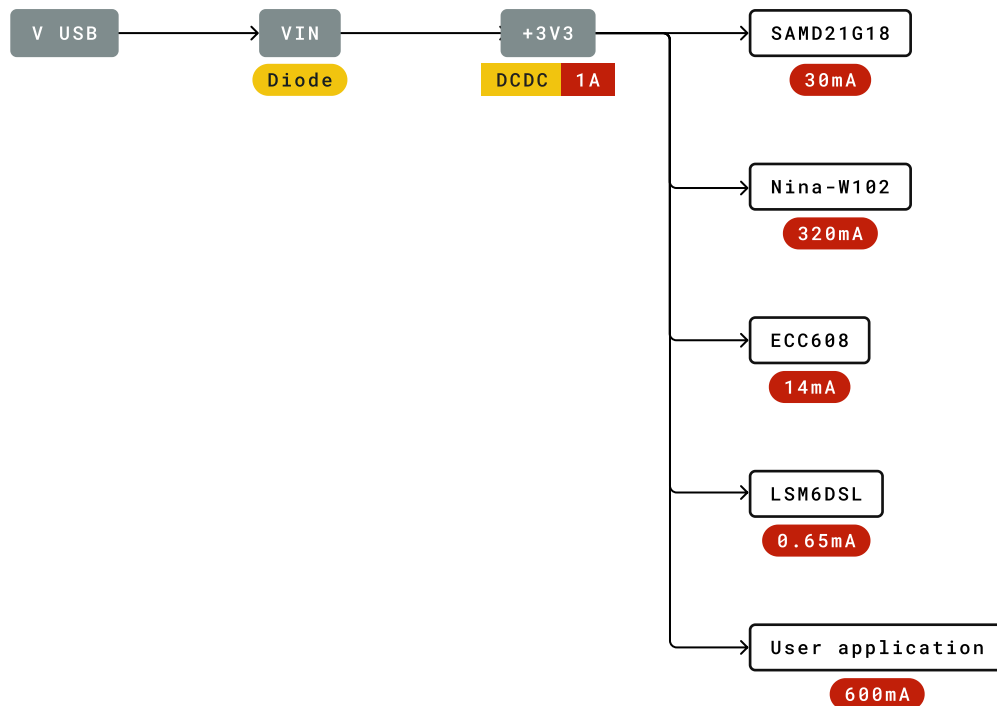 V USB
VIN
+3V3
SAMD21G18
Diode
DCDC
1A
30mA
Nina-W102
320mA
ECC608
14mA
LSM6DSL
0.65mA
User application
600mA